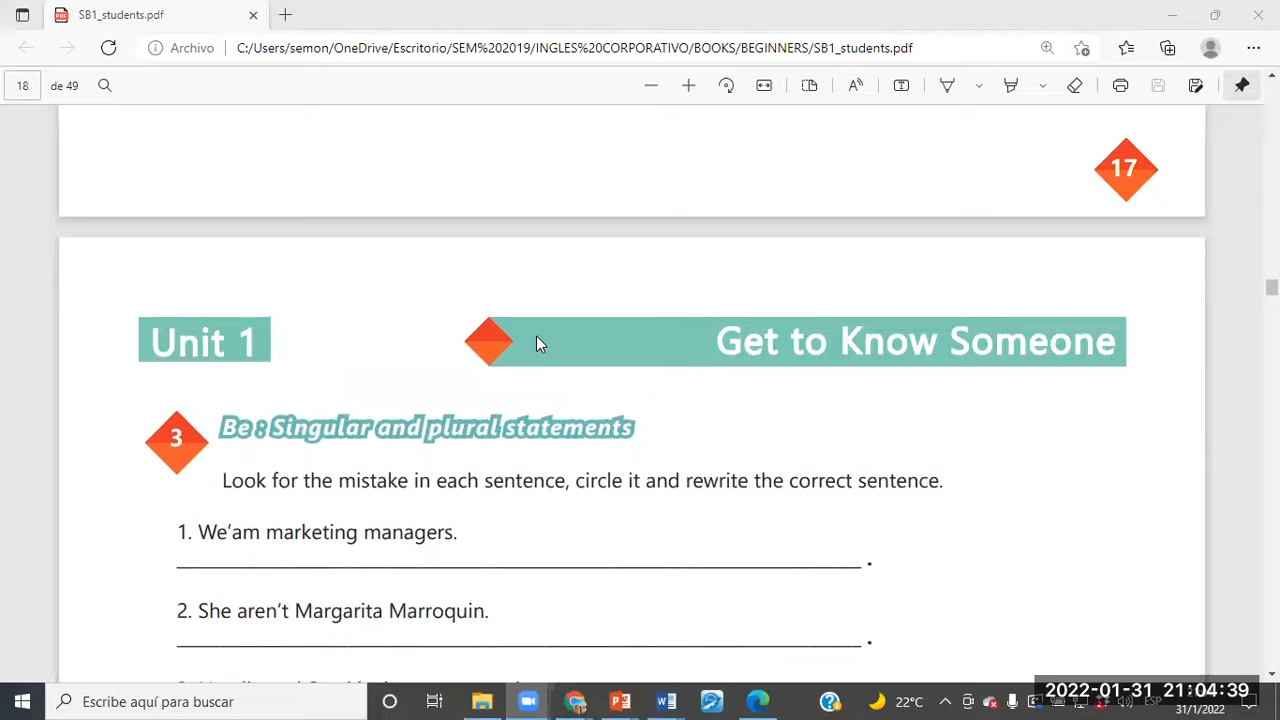 SB1_students.pdf
Archivo
C:/Users/semon/OneDrive/Escritorio/SEM%202019/INGLES%20CORPORATIVO/BOOKS/BEGINNERS/SB1_students.pdf
18 de 49
17
Unit 1
Get to Know Someone
3
Be : Singular and plural statements
Look for the mistake in each sentence, circle it and rewrite the correct sentence.
1. We’am marketing managers.
2. She aren’t Margarita Marroquin.
Escribe aquí para buscar
22°C
ESP
2022-01-31 21:04:39
31/1/2022